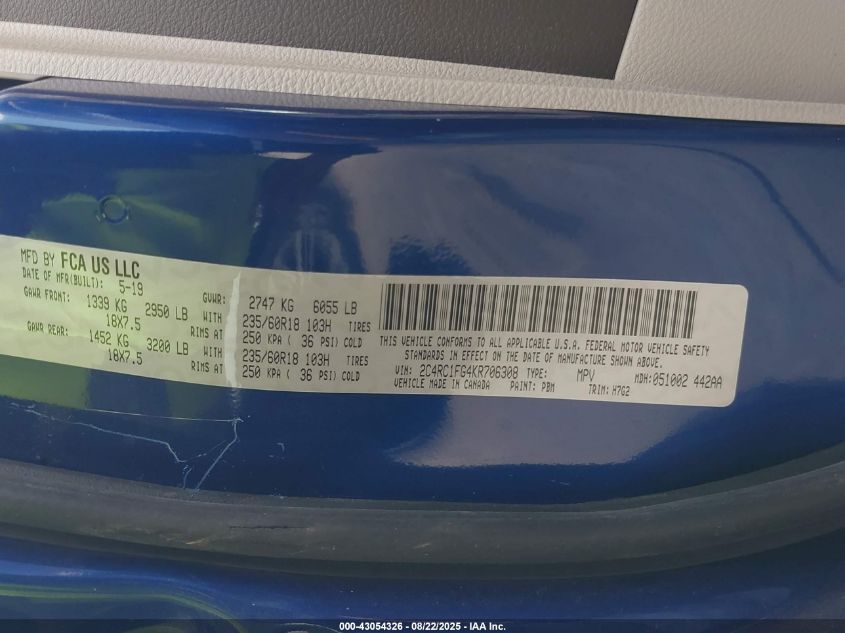 MFD BY FCA US LLC
DATE OF MFR(BUILT): 5-19
GAWR FRONT: 1339 KG 2950 LB WITH
18X7.5 RIMS AT
GAWR REAR: 1452 KG 3200 LB WITH
18X7.5 RIMS AT
GVWR: 2747 KG 6055 LB
235/60R18 103H TIRES
250 KPA ( 36 PSI) COLD
235/60R18 103H TIRES
250 KPA ( 36 PSI) COLD
THIS VEHICLE CONFORMS TO ALL APPLICABLE U.S.A. FEDERAL MOTOR VEHICLE SAFETY
STANDARDS IN EFFECT ON THE DATE OF MANUFACTURE SHOWN ABOVE.
VIN: 2C4RC1FG4KR706308 TYPE: MPV MDH:051002 442AA
VEHICLE MADE IN CANADA PAINT: PBM TRIM: H7G2
000-43054326 - 08/22/2025 - IAA Inc.